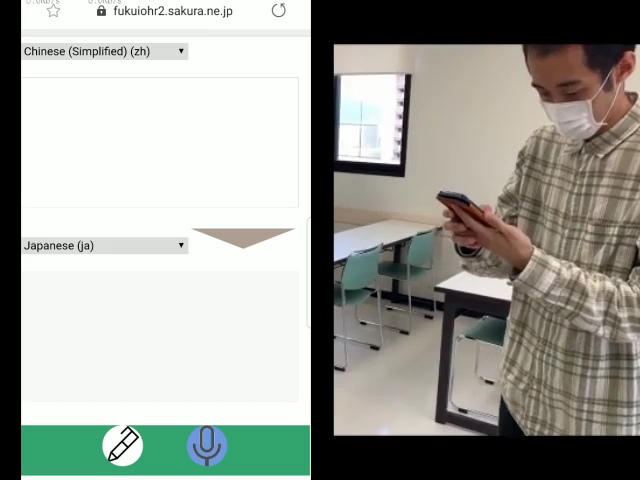 fukuiohr2.sakura.ne.jp
Chinese (Simplified) (zh)
Japanese (ja)